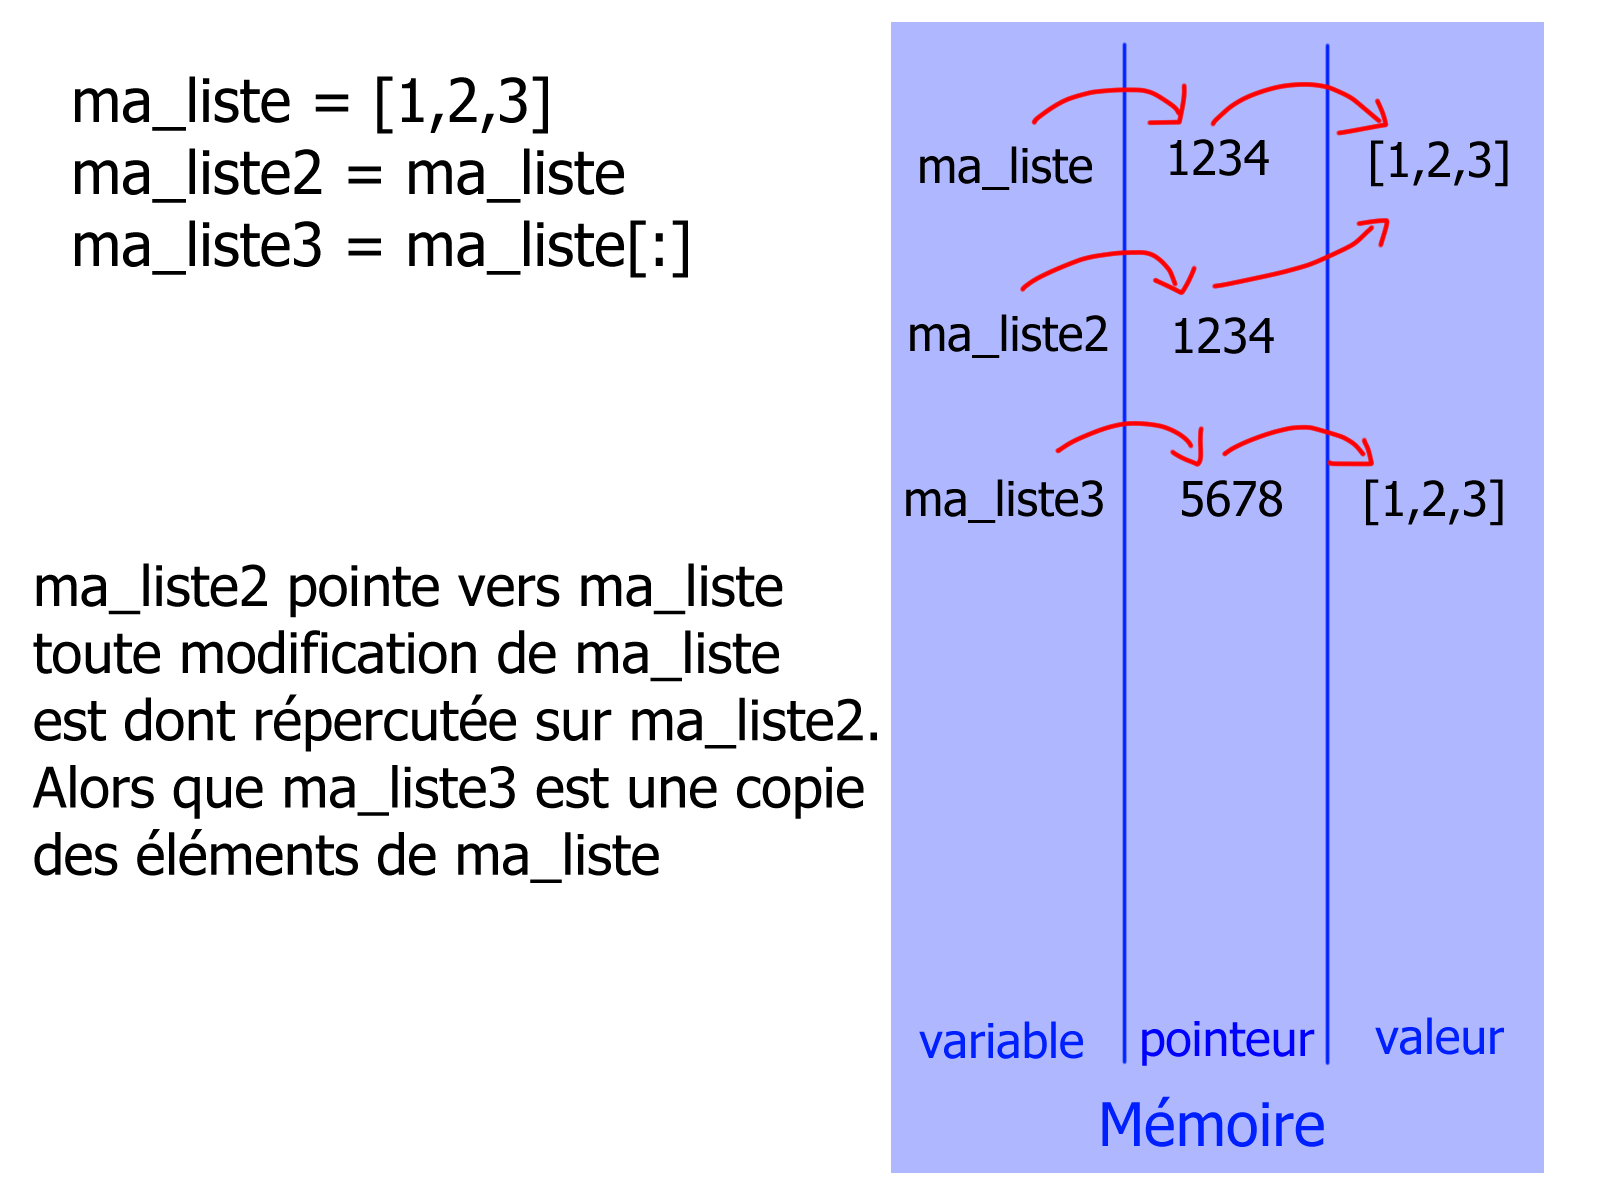 ma_liste = [1,2,3]
ma_liste2 = ma_liste
ma_liste3 = ma_liste[:]
ma_liste2 pointe vers ma_liste
toute modification de ma_liste
est dont répercutée sur ma_liste2.
Alors que ma_liste3 est une copie
des éléments de ma_liste
ma_liste 1234 [1,2,3]
ma_liste2 1234
ma_liste3 5678 [1,2,3]
variable pointeur valeur
Mémoire